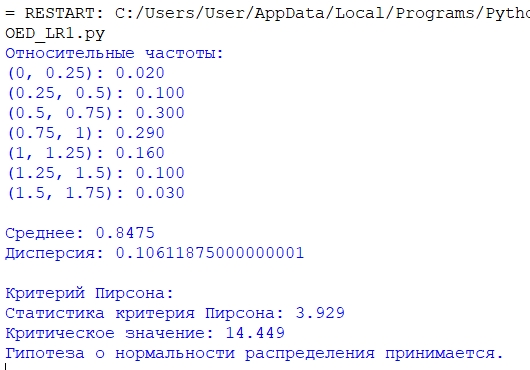 = RESTART: C:/Users/User/AppData/Local/Programs/Pytho
OED_LR1.py
Относительные частоты:
(0, 0.25): 0.020
(0.25, 0.5): 0.100
(0.5, 0.75): 0.300
(0.75, 1): 0.290
(1, 1.25): 0.160
(1.25, 1.5): 0.100
(1.5, 1.75): 0.030
Среднее: 0.8475
Дисперсия: 0.10611875000000001
Критерий Пирсона:
Статистика критерия Пирсона: 3.929
Критическое значение: 14.449
Гипотеза о нормальности распределения принимается.